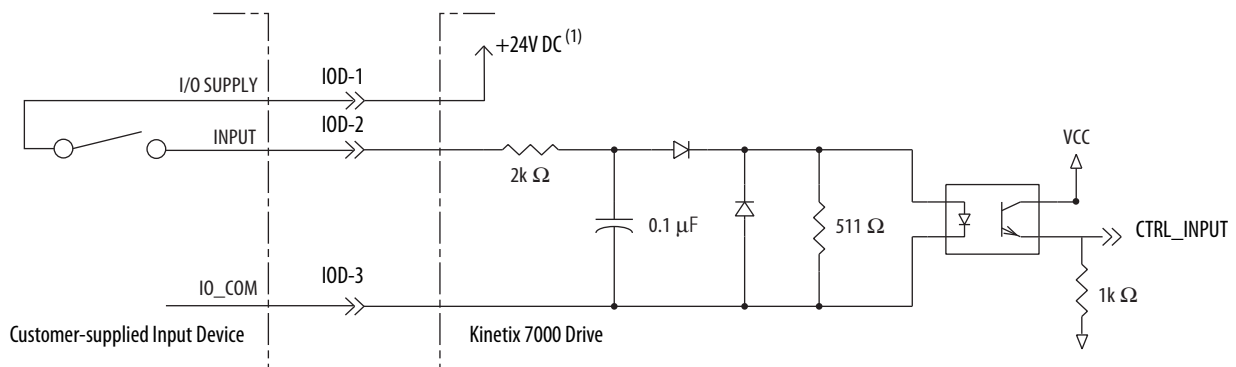 +24V DC (1)
I/O SUPPLY
IOD-1
INPUT
IOD-2
VCC
2k Ω
0.1 µF
511 Ω
CTRL_INPUT
IO_COM
IOD-3
1k Ω
Customer-supplied Input Device
Kinetix 7000 Drive